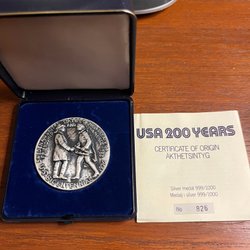 USA 200 YEARS
CERTIFICATE OF ORIGIN
ÄKTHETSINTYG
Silver medal 999/1000
Medalj i silver 999/1000
No 826